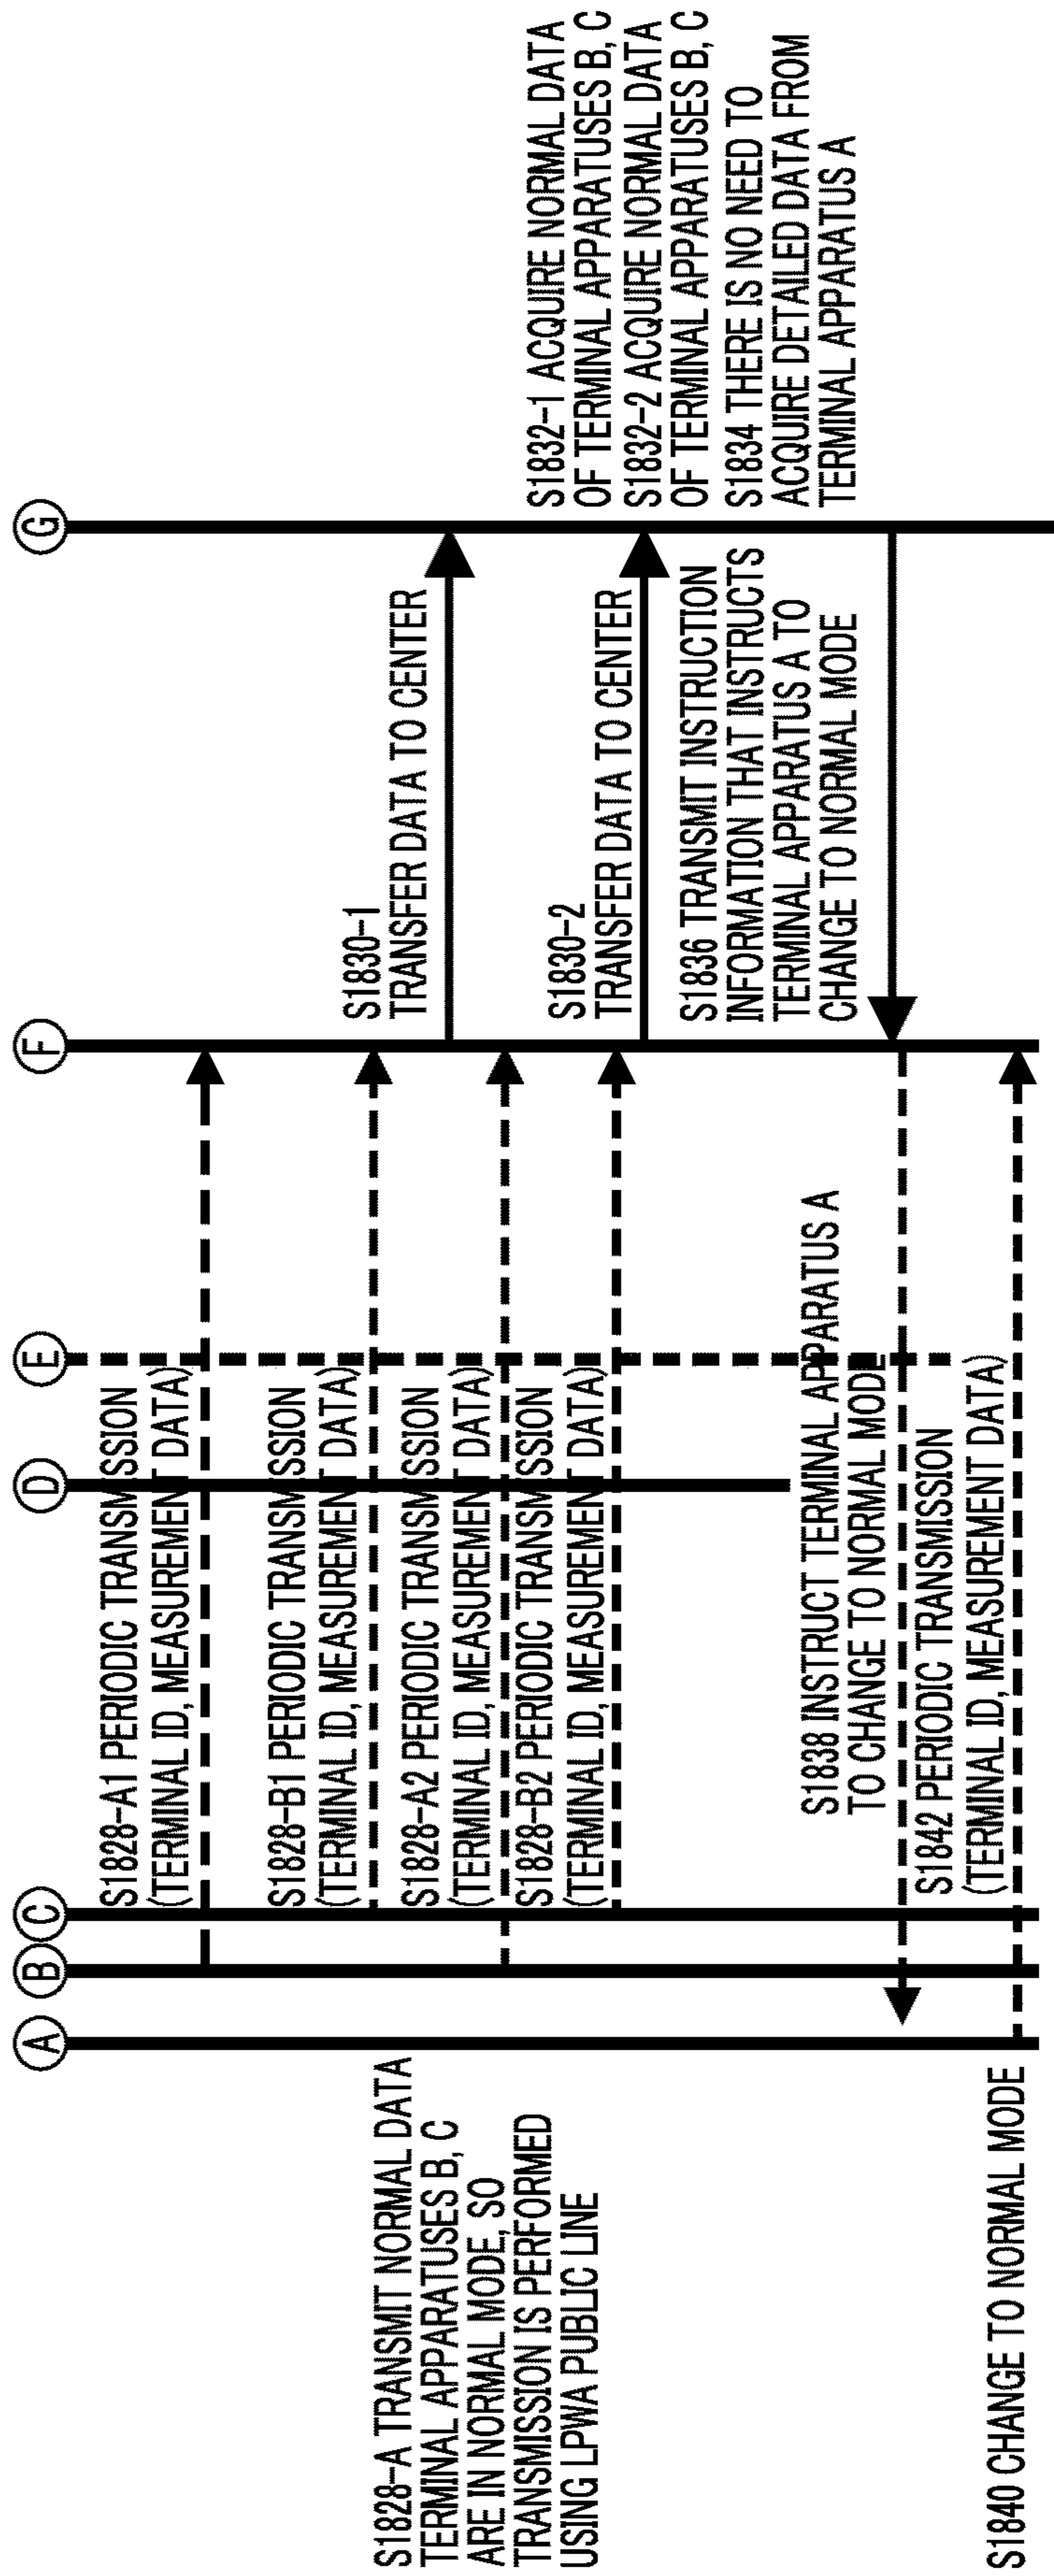 A
B
C
D
E
F
G
S1828-A TRANSMIT NORMAL DATA
TERMINAL APPARATUSES B, C
ARE IN NORMAL MODE, SO
TRANSMISSION IS PERFORMED
USING LPWA PUBLIC LINE
S1828-A1 PERIODIC TRANSMISSION
(TERMINAL ID, MEASUREMENT DATA)
S1828-B1 PERIODIC TRANSMISSION
(TERMINAL ID, MEASUREMENT DATA)
S1828-A2 PERIODIC TRANSMISSION
(TERMINAL ID, MEASUREMENT DATA)
S1828-B2 PERIODIC TRANSMISSION
(TERMINAL ID, MEASUREMENT DATA)
S1830-1
TRANSFER DATA TO CENTER
S1830-2
TRANSFER DATA TO CENTER
S1832-1 ACQUIRE NORMAL DATA
OF TERMINAL APPARATUSES B, C
S1832-2 ACQUIRE NORMAL DATA
OF TERMINAL APPARATUSES B, C
S1834 THERE IS NO NEED TO
ACQUIRE DETAILED DATA FROM
TERMINAL APPARATUS A
S1836 TRANSMIT INSTRUCTION
INFORMATION THAT INSTRUCTS
TERMINAL APPARATUS A TO
CHANGE TO NORMAL MODE
S1838 INSTRUCT TERMINAL APPARATUS A
TO CHANGE TO NORMAL MODE
S1840 CHANGE TO NORMAL MODE
S1842 PERIODIC TRANSMISSION
(TERMINAL ID, MEASUREMENT DATA)